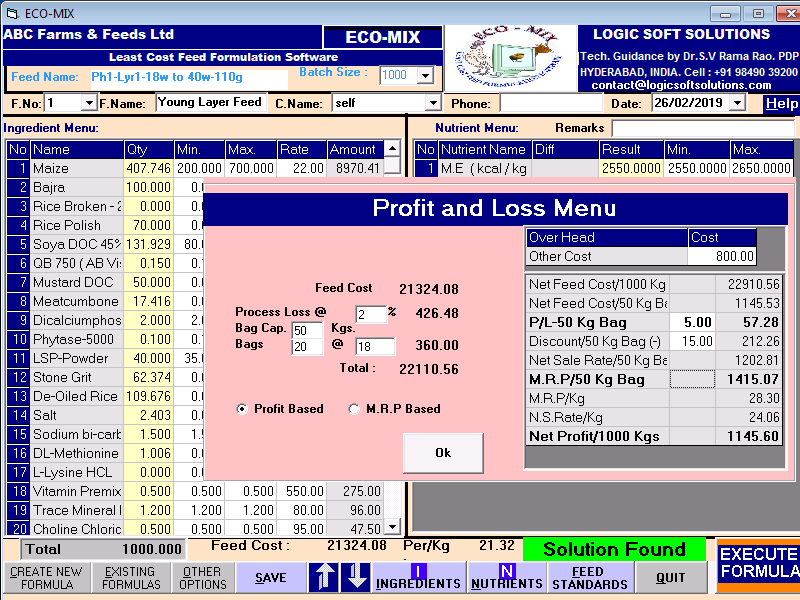 ECO-MIX
ABC Farms & Feeds Ltd
ECO-MIX
Least Cost Feed Formulation Software
Feed Name: Ph1-Lyr1-18w to 40w-110g Batch Size : 1000
ECO - MIX
LOGIC SOFT SOLUTIONS
Tech. Guidance by Dr.S.V Rama Rao. PDP
HYDERABAD, INDIA. Cell : +91 98490 39200
contact@logicsoftsolutions.com
F.No: 1 F.Name: Young Layer Feed C.Name: self Phone: Date: 26/02/2019 Help
Ingredient Menu: Nutrient Menu: Remarks
No Name Qty Min. Max. Rate Amount
1 Maize 407.746 200.000 700.000 22.00 8970.41
2 Bajra 100.000 0.
3 Rice Broken - 0.000 0.
4 Rice Polish 70.000 0.
5 Soya DOC 45% 131.929 80.
6 QB 750 ( AB Vi 0.150 0.
7 Mustard DOC 50.000 0.
8 Meatcumbone 17.416 0.
9 Dicalciumphos 2.000 2.
10 Phytase-5000 0.100 0.
11 LSP-Powder 40.000 35.
12 Stone Grit 62.374 0.
13 De-Oiled Rice 109.676 0.
14 Salt 2.403 0.
15 Sodium bi-carb 1.500 1.
16 DL-Methionine 1.006 0.
17 L-Lysine HCL 0.000 0.
18 Vitamin Premix 0.500 0.500 0.500 550.00 275.00
19 Trace Mineral 1.200 1.200 1.200 80.00 96.00
20 Choline Chloric 0.500 0.500 0.500 95.00 47.50
No Nutrient Name Diff Result Min. Max.
1 M.E ( kcal / kg 2550.0000 2550.0000 2650.0000
Profit and Loss Menu
Feed Cost 21324.08
Process Loss @ 2 % 426.48
Bag Cap. 50 Kgs.
Bags 20 @ 18 360.00
Total : 22110.56
Profit Based M.R.P Based
Ok
Over Head Cost
Other Cost 800.00
Net Feed Cost/1000 Kg 22910.56
Net Feed Cost/50 Kg Ba 1145.53
P/L-50 Kg Bag 5.00 57.28
Discount/50 Kg Bag (-) 15.00 212.26
Net Sale Rate/50 Kg Ba 1202.81
M.R.P/50 Kg Bag 1415.07
M.R.P/Kg 28.30
N.S.Rate/Kg 24.06
Net Profit/1000 Kgs 1145.60
Total 1000.000 Feed Cost : 21324.08 Per/Kg 21.32 Solution Found
CREATE NEW FORMULA
EXISTING FORMULAS
OTHER OPTIONS
SAVE
I
INGREDIENTS
N
NUTRIENTS
FEED STANDARDS
QUIT
EXECUTE
FORMULA